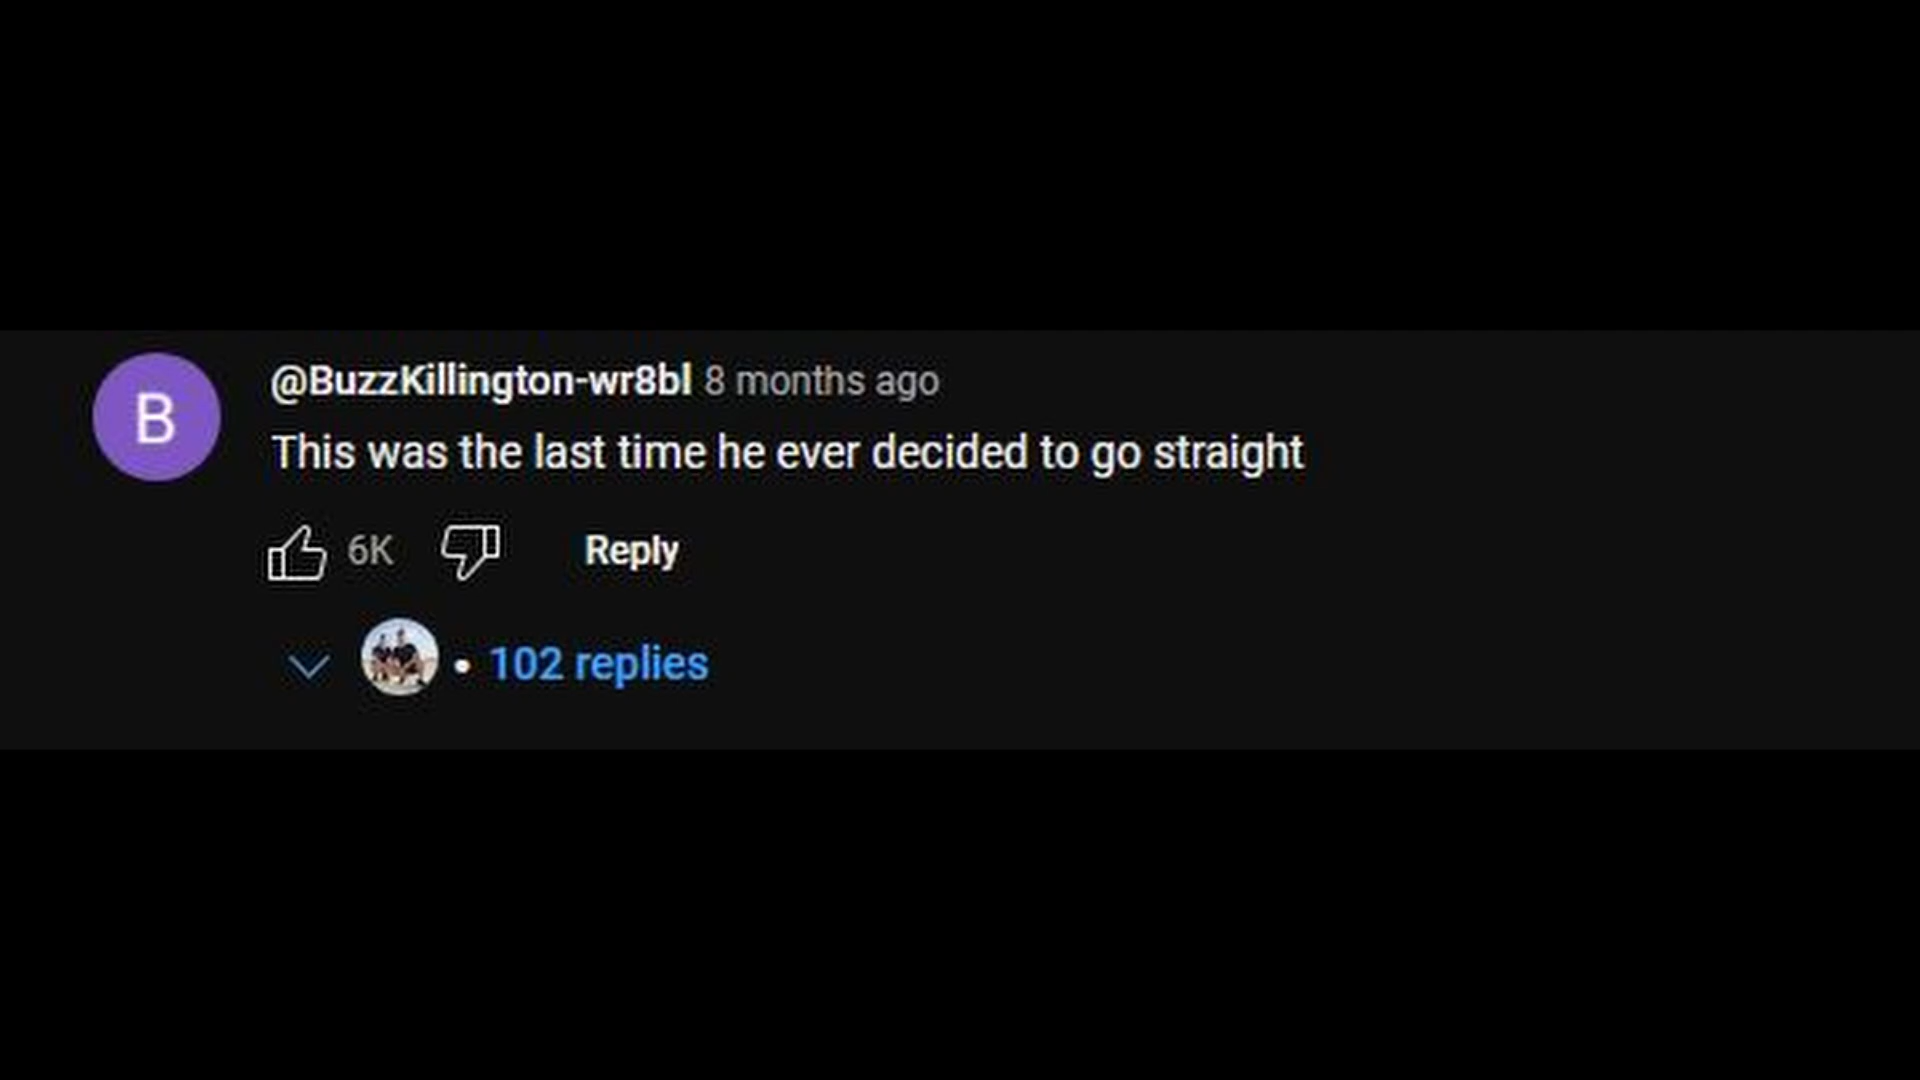 B
@BuzzKillington-wr8bl 8 months ago
This was the last time he ever decided to go straight
6K Reply
• 102 replies